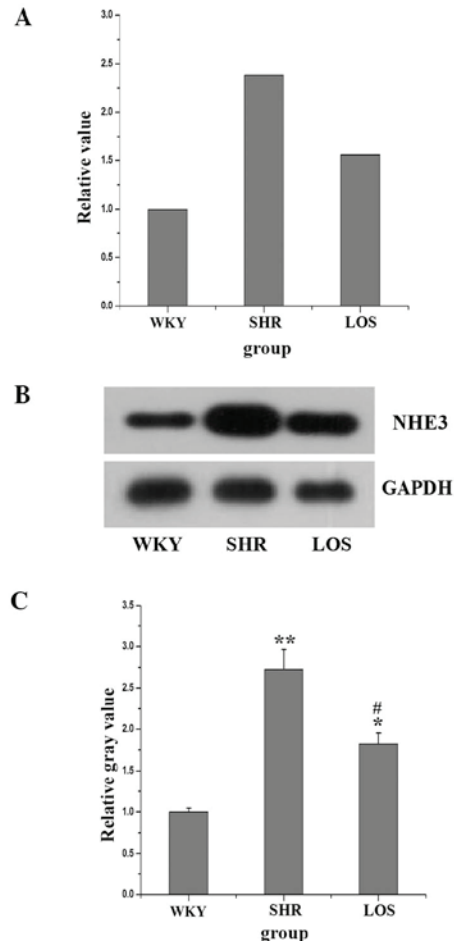 A
Relative value
3.0
2.5
2.0
1.5
1.0
0.5
0.0
WKY SHR LOS
group
B
NHE3
GAPDH
WKY SHR LOS
C
Relative gray value
3.5
3.0
2.5
2.0
1.5
1.0
0.5
0.0
**
#
*
WKY SHR LOS
group